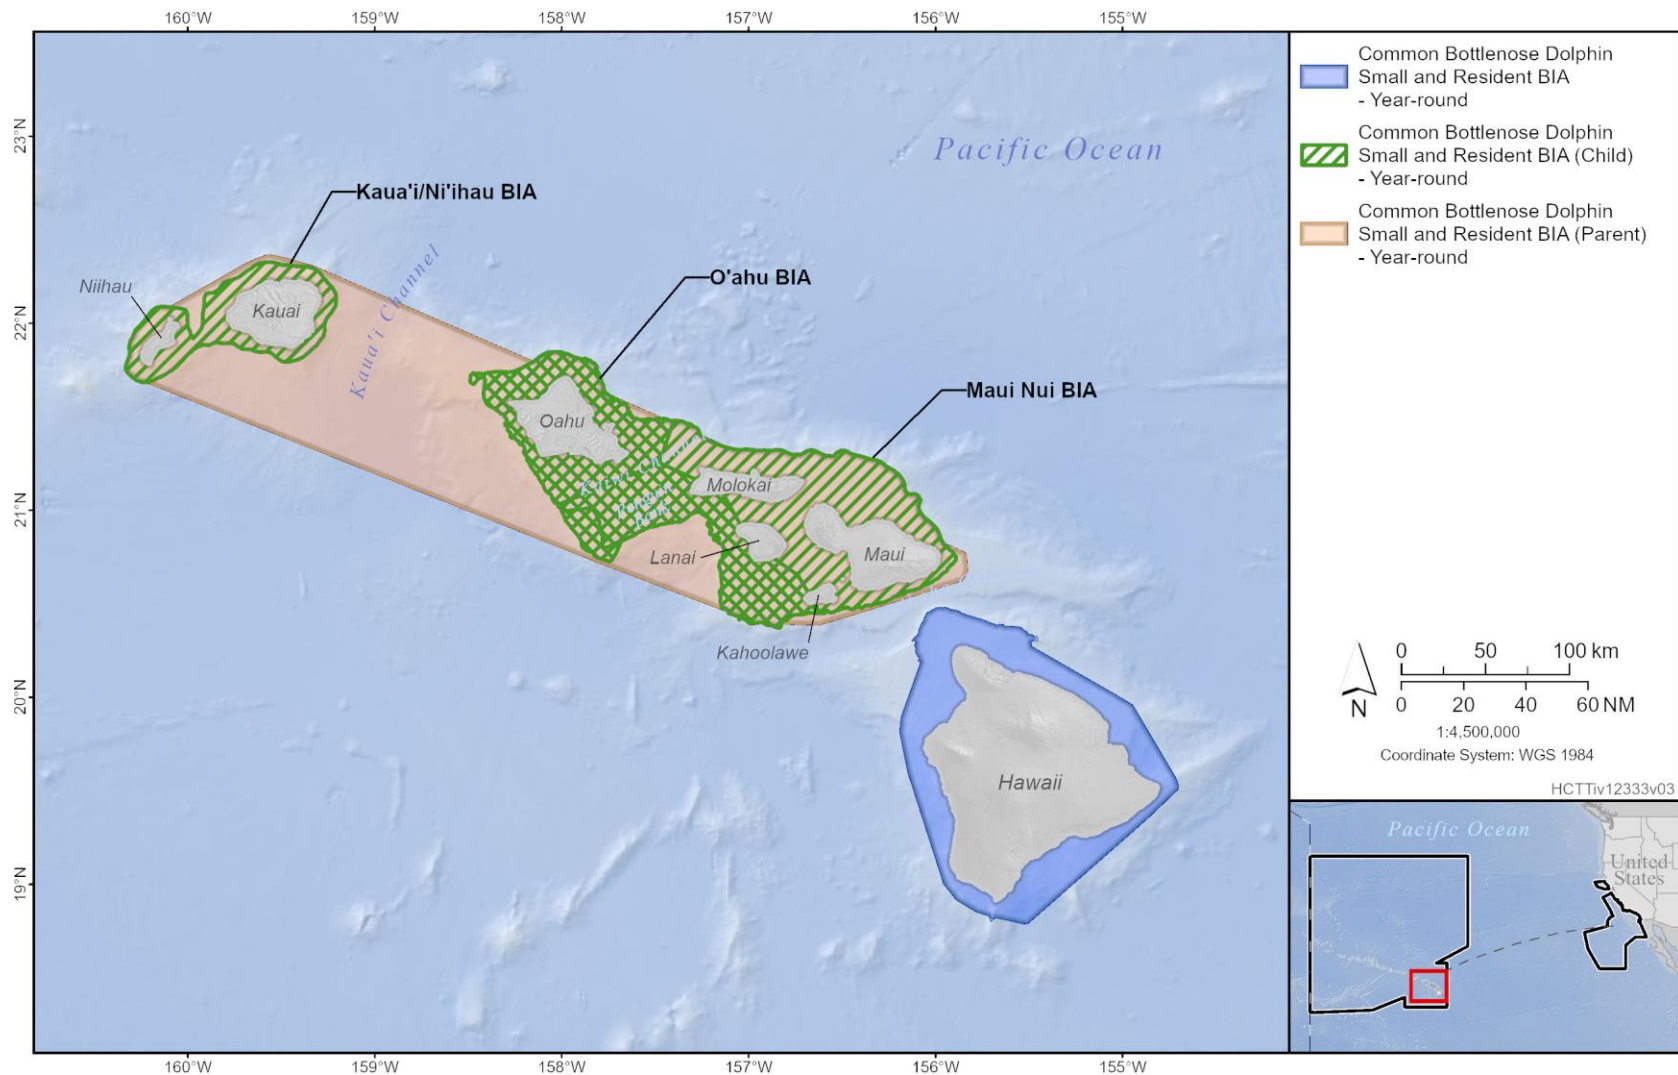 160°W 159°W 158°W 157°W 156°W 155°W
23°N
22°N
21°N
20°N
19°N
Pacific Ocean
Kaua'i/Ni'ihau BIA
Kaua'i Channel
O'ahu BIA
Niihau
Kauai
Maui Nui BIA
Oahu
Kaiwi Channel
Molokai
Penguin
Bank
Lanai
Maui
Kahoolawe
Hawaii
160°W 159°W 158°W 157°W 156°W 155°W
Common Bottlenose Dolphin
Small and Resident BIA
- Year-round
Common Bottlenose Dolphin
Small and Resident BIA (Child)
- Year-round
Common Bottlenose Dolphin
Small and Resident BIA (Parent)
- Year-round
N
0 50 100 km
0 20 40 60 NM
1:4,500,000
Coordinate System: WGS 1984
HCTTiv12333v03
Pacific Ocean
United
States